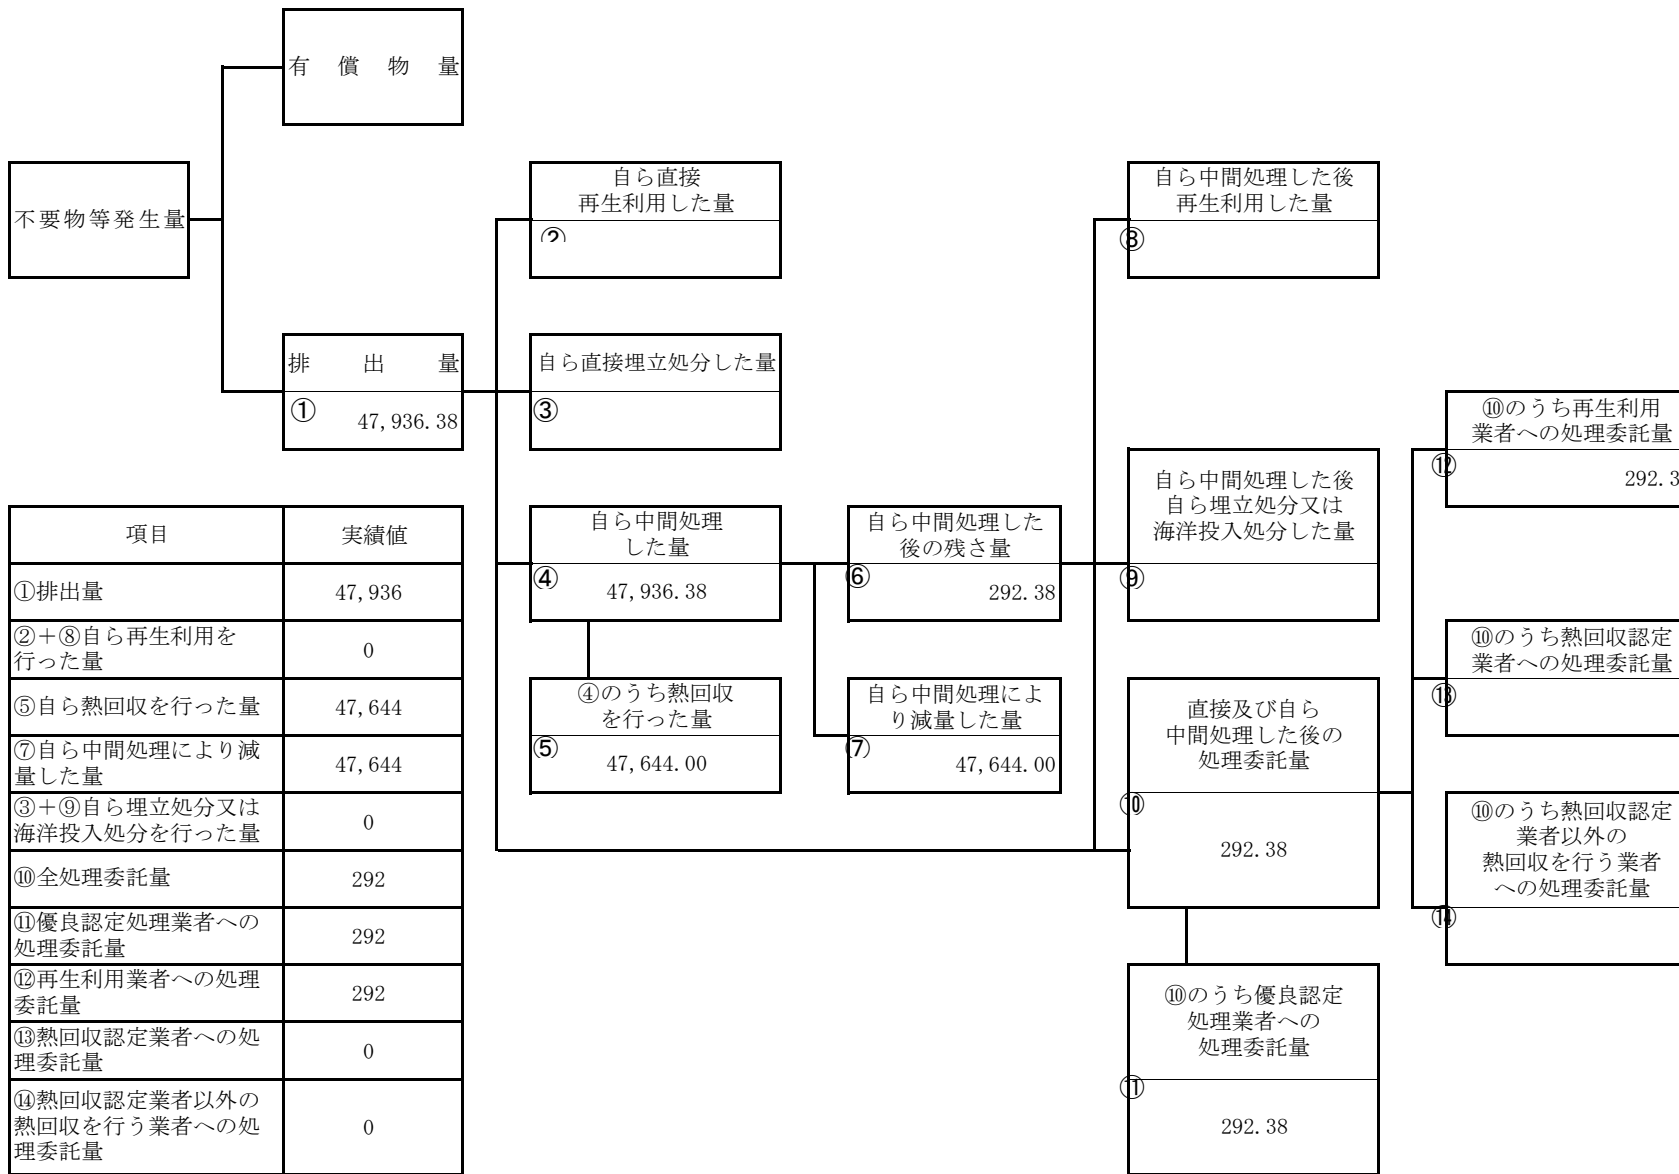 有償物量
不要物等発生量
自ら直接
再生利用した量
②
自ら中間処理した後
再生利用した量
⑧
排出量
① 47,936.38
自ら直接埋立処分した量
③
⑩のうち再生利用
業者への処理委託量
⑫ 292.3
自ら中間処理
した量
④ 47,936.38
自ら中間処理した
後の残さ量
⑥ 292.38
自ら中間処理した後
自ら埋立処分又は
海洋投入処分した量
⑨
④のうち熱回収
を行った量
⑤ 47,644.00
自ら中間処理によ
り減量した量
⑦ 47,644.00
直接及び自ら
中間処理した後の
処理委託量
⑩
292.38
⑩のうち熱回収認定
業者への処理委託量
⑬
⑩のうち熱回収認定
業者以外の
熱回収を行う業者
への処理委託量
⑭
⑩のうち優良認定
処理業者への
処理委託量
⑪
292.38
項目 実績値
①排出量 47,936
②+⑧自ら再生利用を
行った量 0
⑤自ら熱回収を行った量 47,644
⑦自ら中間処理により減
量した量 47,644
③+⑨自ら埋立処分又は
海洋投入処分を行った量 0
⑩全処理委託量 292
⑪優良認定処理業者への
処理委託量 292
⑫再生利用業者への処理
委託量 292
⑬熱回収認定業者への処
理委託量 0
⑭熱回収認定業者以外の
熱回収を行う業者への処
理委託量 0